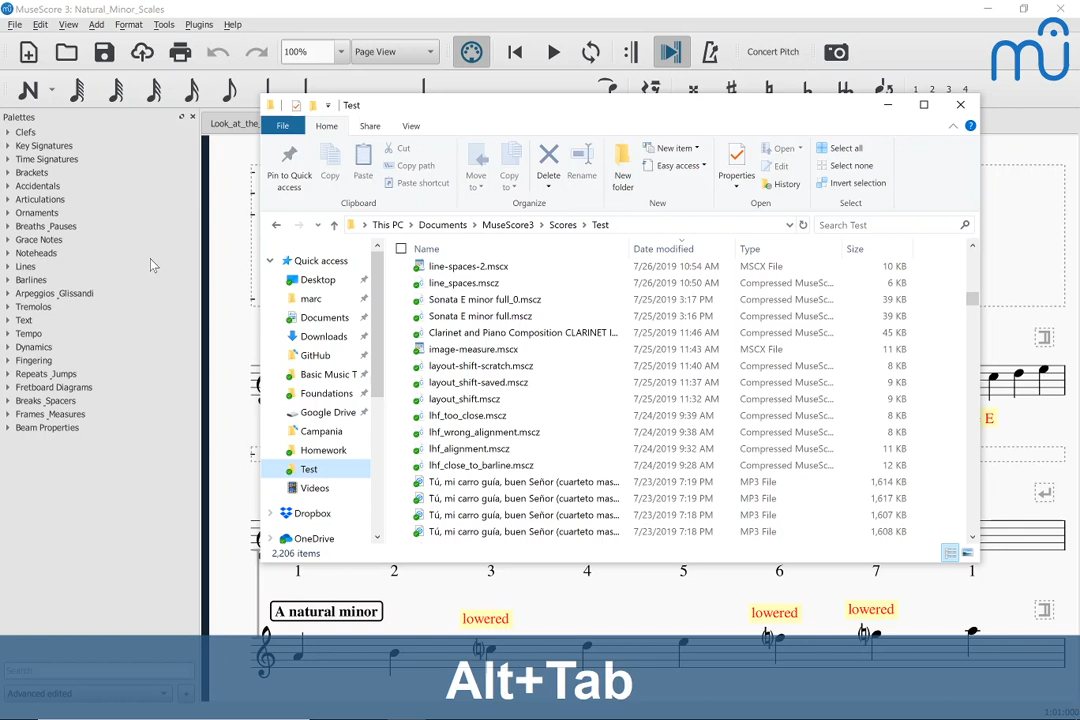 MuseScore 3: Natural_Minor_Scales
File Edit View Add Format Tools Plugins Help
100% Page View Concert Pitch
1 2 3 4
Palettes
Clefs
Key Signatures
Time Signatures
Brackets
Accidentals
Articulations
Ornaments
Breaths_Pauses
Grace Notes
Noteheads
Lines
Barlines
Arpeggios_Glissandi
Tremolos
Text
Tempo
Dynamics
Fingering
Repeats_Jumps
Fretboard Diagrams
Breaks_Spacers
Frames_Measures
Beam Properties
Search
Advanced edited
Look_at_the_
Test
File Home Share View
Pin to Quick access
Copy
Paste
Cut
Copy path
Paste shortcut
Clipboard
Move to
Copy to
Delete
Rename
Organize
New folder
New item
Easy access
New
Properties
Open
Edit
History
Open
Select all
Select none
Invert selection
Select
This PC > Documents > MuseScore3 > Scores > Test
Search Test
Quick access
Desktop
marc
Documents
Downloads
GitHub
Basic Music T
Foundations
Google Drive
Campania
Homework
Test
Videos
Dropbox
OneDrive
Name Date modified Type Size
line-spaces-2.mscx 7/26/2019 10:54 AM MSCX File 10 KB
line_spaces.mscz 7/26/2019 10:50 AM Compressed MuseSc... 6 KB
Sonata E minor full_0.mscz 7/25/2019 3:17 PM Compressed MuseSc... 39 KB
Sonata E minor full.mscz 7/25/2019 3:16 PM Compressed MuseSc... 39 KB
Clarinet and Piano Composition CLARINET I... 7/25/2019 11:46 AM Compressed MuseSc... 45 KB
image-measure.mscx 7/25/2019 11:43 AM MSCX File 11 KB
layout-shift-scratch.mscz 7/25/2019 11:40 AM Compressed MuseSc... 8 KB
layout_shift-saved.mscz 7/25/2019 11:37 AM Compressed MuseSc... 9 KB
layout_shift.mscz 7/25/2019 11:32 AM Compressed MuseSc... 9 KB
lhf_too_close.mscz 7/24/2019 9:39 AM Compressed MuseSc... 8 KB
lhf_wrong_alignment.mscz 7/24/2019 9:38 AM Compressed MuseSc... 8 KB
lhf_alignment.mscz 7/24/2019 9:32 AM Compressed MuseSc... 11 KB
lhf_close_to_barline.mscz 7/24/2019 9:28 AM Compressed MuseSc... 12 KB
Tú, mi carro guía, buen Señor (cuarteto mas... 7/23/2019 7:19 PM MP3 File 1,614 KB
Tú, mi carro guía, buen Señor (cuarteto mas... 7/23/2019 7:19 PM MP3 File 1,617 KB
Tú, mi carro guía, buen Señor (cuarteto mas... 7/23/2019 7:18 PM MP3 File 1,607 KB
Tú, mi carro guía, buen Señor (cuarteto mas... 7/23/2019 7:18 PM MP3 File 1,608 KB
2,206 items
E
1 2 3 4 5 6 7 1
A natural minor
lowered lowered lowered
Alt+Tab
1:01:000